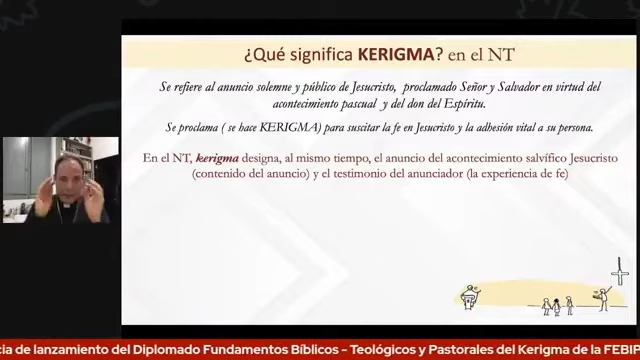 ¿Qué significa KERIGMA? en el NT
Se refiere al anuncio solemne y público de Jesucristo, proclamado Señor y Salvador en virtud del
acontecimiento pascual y del don del Espíritu.
Se proclama ( se hace KERIGMA) para suscitar la fe en Jesucristo y la adhesión vital a su persona.
En el NT, kerigma designa, al mismo tiempo, el anuncio del acontecimiento salvífico Jesucristo
(contenido del anuncio) y el testimonio del anunciador (la experiencia de fe)
cia de lanzamiento del Diplomado Fundamentos Bíblicos - Teológicos y Pastorales del Kerigma de la FEBIP